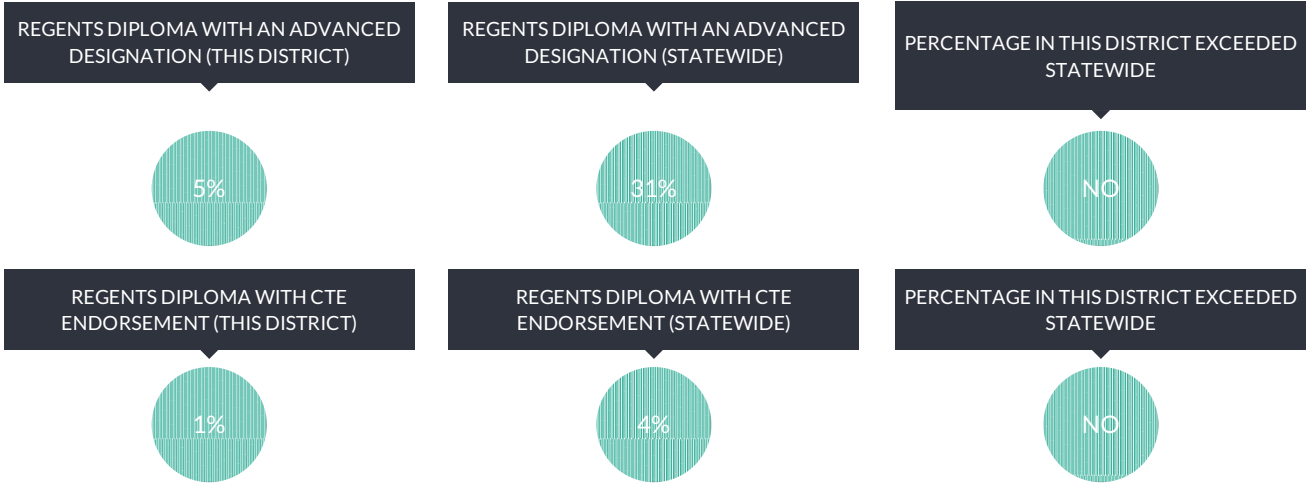 REGENTS DIPLOMA WITH AN ADVANCED
DESIGNATION (THIS DISTRICT)
REGENTS DIPLOMA WITH AN ADVANCED
DESIGNATION (STATEWIDE)
PERCENTAGE IN THIS DISTRICT EXCEEDED
STATEWIDE
5%
31%
NO
REGENTS DIPLOMA WITH CTE
ENDORSEMENT (THIS DISTRICT)
REGENTS DIPLOMA WITH CTE
ENDORSEMENT (STATEWIDE)
PERCENTAGE IN THIS DISTRICT EXCEEDED
STATEWIDE
1%
4%
NO